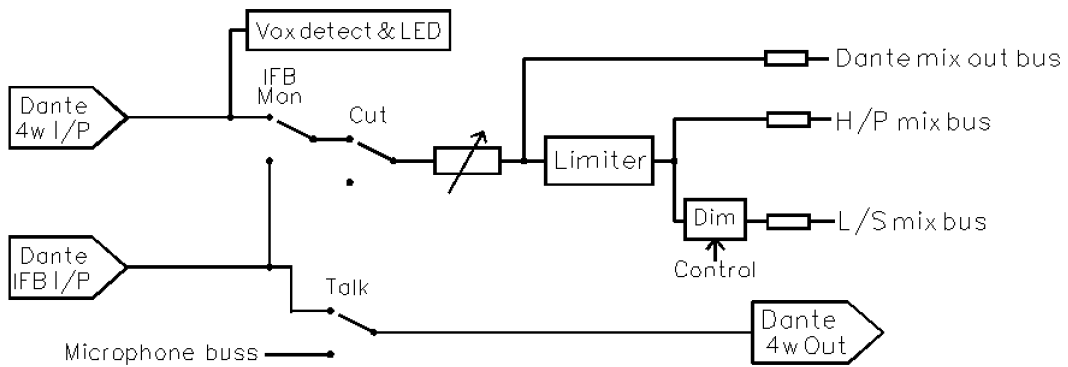 Vox detect & LED
IFB
Mon
Dante
4w I/P
Cut
Dante mix out bus
H/P mix bus
Limiter
Dim
L/S mix bus
Control
Dante
IFB I/P
Talk
Dante
4w Out
Microphone buss